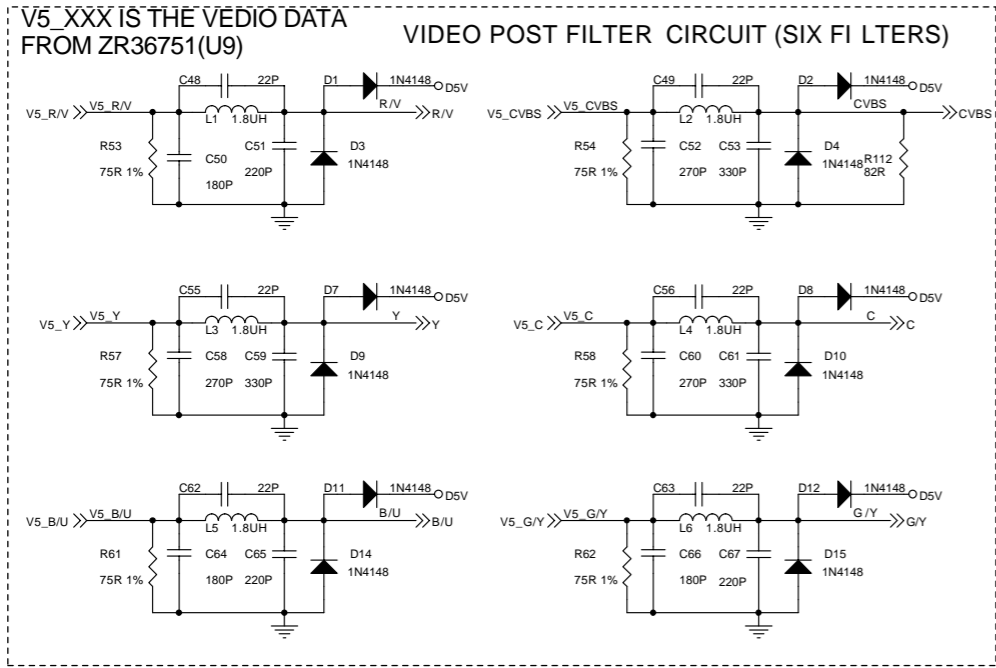 V5_XXX IS THE VEDIO DATA
FROM ZR36751(U9)
VIDEO POST FILTER CIRCUIT (SIX FI LTERS)
C48 22P D1 1N4148 D5V
V5_R/V V5_R/V L1 1.8UH R/V R/V
R53 C50 C51 D3
75R 1% 180P 220P 1N4148
C49 22P D2 1N4148 D5V
V5_CVBS V5_CVBS L2 1.8UH CVBS CVBS
R54 C52 C53 D4
75R 1% 270P 330P 1N4148 R112
82R
C55 22P D7 1N4148 D5V
V5_Y V5_Y L3 1.8UH Y Y
R57 C58 C59 D9
75R 1% 270P 330P 1N4148
C56 22P D8 1N4148 D5V
V5_C V5_C L4 1.8UH C C
R58 C60 C61 D10
75R 1% 270P 330P 1N4148
C62 22P D11 1N4148 D5V
V5_B/U V5_B/U L5 1.8UH B/U B/U
R61 C64 C65 D14
75R 1% 180P 220P 1N4148
C63 22P D12 1N4148 D5V
V5_G/Y V5_G/Y L6 1.8UH G/Y G/Y
R62 C66 C67 D15
75R 1% 180P 220P 1N4148